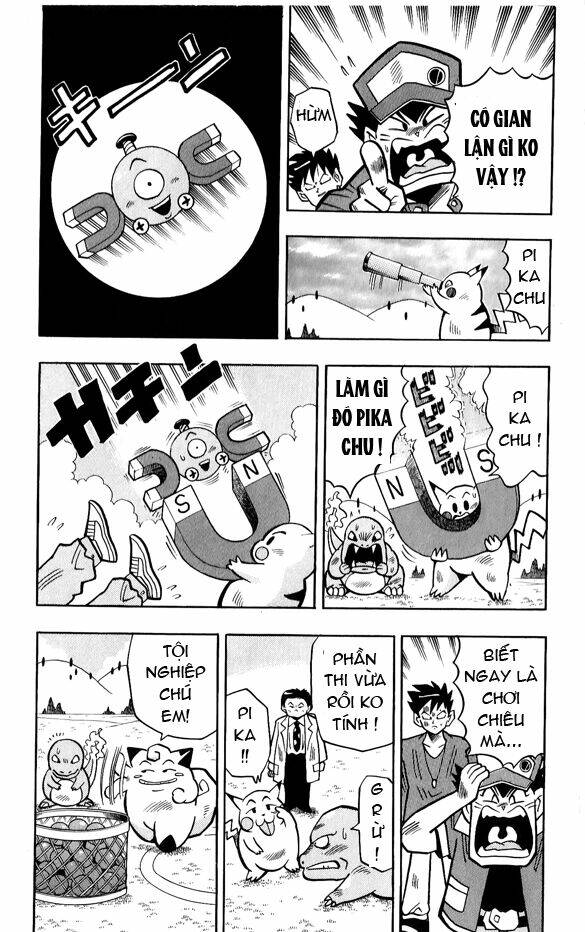 CÓ GIAN
LẬN GÌ KO
VẬY !?
HỪM
キーン
PI
KA
CHU
PI
KA
CHU !
LÀM GÌ
ĐÓ PIKA
CHU !
N
S
ガチン
S
N
BIẾT
NGAY LÀ
CHƠI
CHIÊU
MÀ...
PHẦN
THI VỪA
RỒI KO
TÍNH !
PI
KA !!
G
R
Ừ
!
TỘI
NGHIỆP
CHÚ
EM!